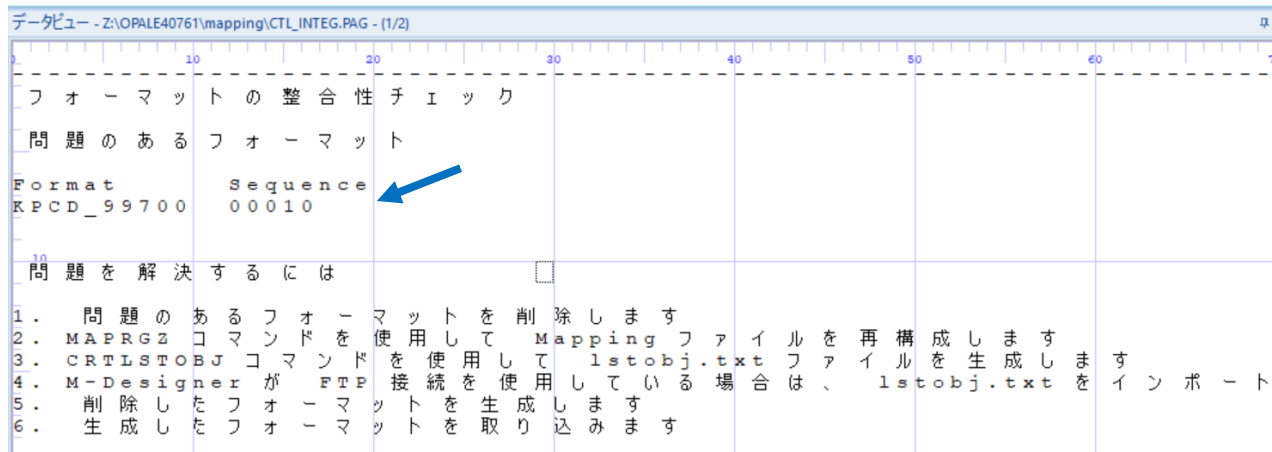 データビュー - Z:\OPALE40761\mapping\CTL_INTEG.PAG - (1/2)
0 10 20 30 40 50 60 7
フォーマットの整合性チェック
問題のあるフォーマット
Format Sequence
KPCD_99700 00010
10
問題を解決するには
1. 問題のあるフォーマットを削除します
2. MAPRGZ コマンドを使用して Mapping ファイルを再構成します
3. CRTLSTOBJ コマンドを使用して lstobj.txt ファイルを生成します
4. M-Designer が FTP 接続を使用している場合は、 lstobj.txt をインポート
5. 削除したフォーマットを生成します
6. 生成したフォーマットを取り込みます